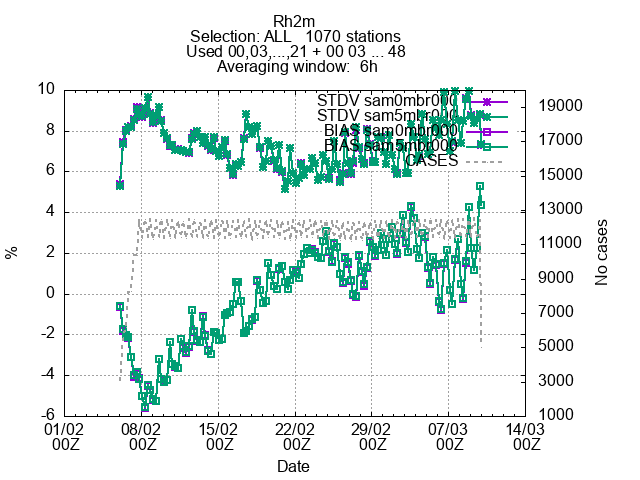 Rh2m
Selection: ALL 1070 stations
Used 00,03,...,21 + 00 03 ... 48
Averaging window: 6h
STDV sam0mbr000
STDV sam5mbr000
BIAS sam0mbr000
BIAS sam5mbr000
CASES
10
8
6
4
2
0
-2
-4
-6
%
19000
17000
15000
13000
11000
9000
7000
5000
3000
1000
No cases
01/02 08/02 15/02 22/02 29/02 07/03 14/03
00Z 00Z 00Z 00Z 00Z 00Z 00Z
Date